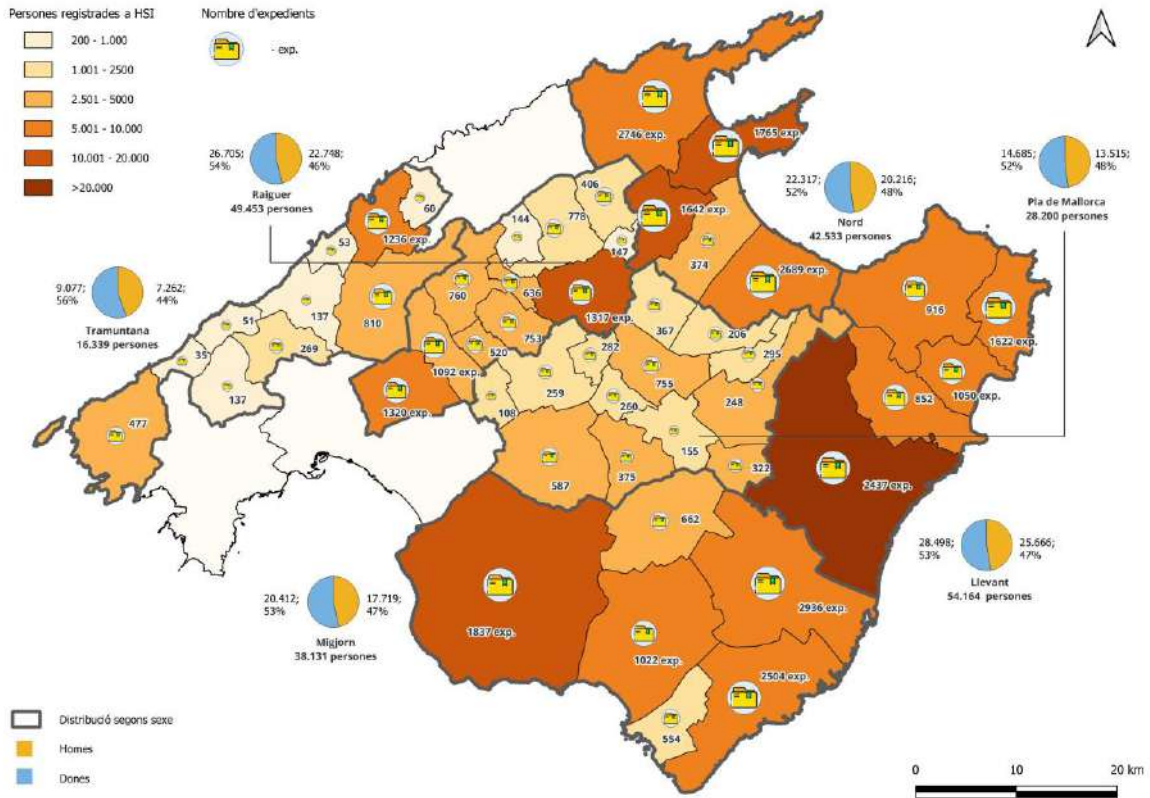 Persones registrades a HSI
200 - 1.000
1.001 - 2500
2.501 - 5000
5.001 - 10.000
10.001 - 20.000
>20.000
Nombre d'expedients
- exp.
26.705; 22.748;
54% 46%
Raiguer
49.453 persones
14.685; 13.515;
52% 48%
Pla de Mallorca
28.200 persones
22.317; 20.216;
52% 48%
Nord
42.533 persones
9.077; 7.262;
56% 44%
Tramuntana
16.339 persones
28.498; 25.666;
53% 47%
Llevant
54.164 persones
20.412; 17.719;
53% 47%
Migjorn
38.131 persones
2746 exp.
1765 exp.
406
60
144
778
1642 exp.
1236 exp.
147
53
374
2689 exp.
760
636
916
51
137
810
1317 exp.
367
206
1622 exp.
35
269
753
520
282
295
1092 exp.
755
1050 exp.
137
1320 exp.
259
248
852
108
260
477
155
587
375
322
2437 exp.
662
1837 exp.
2936 exp.
1022 exp.
2504 exp.
554
Distribució segons sexe
Homes
Dones
0 10 20 km